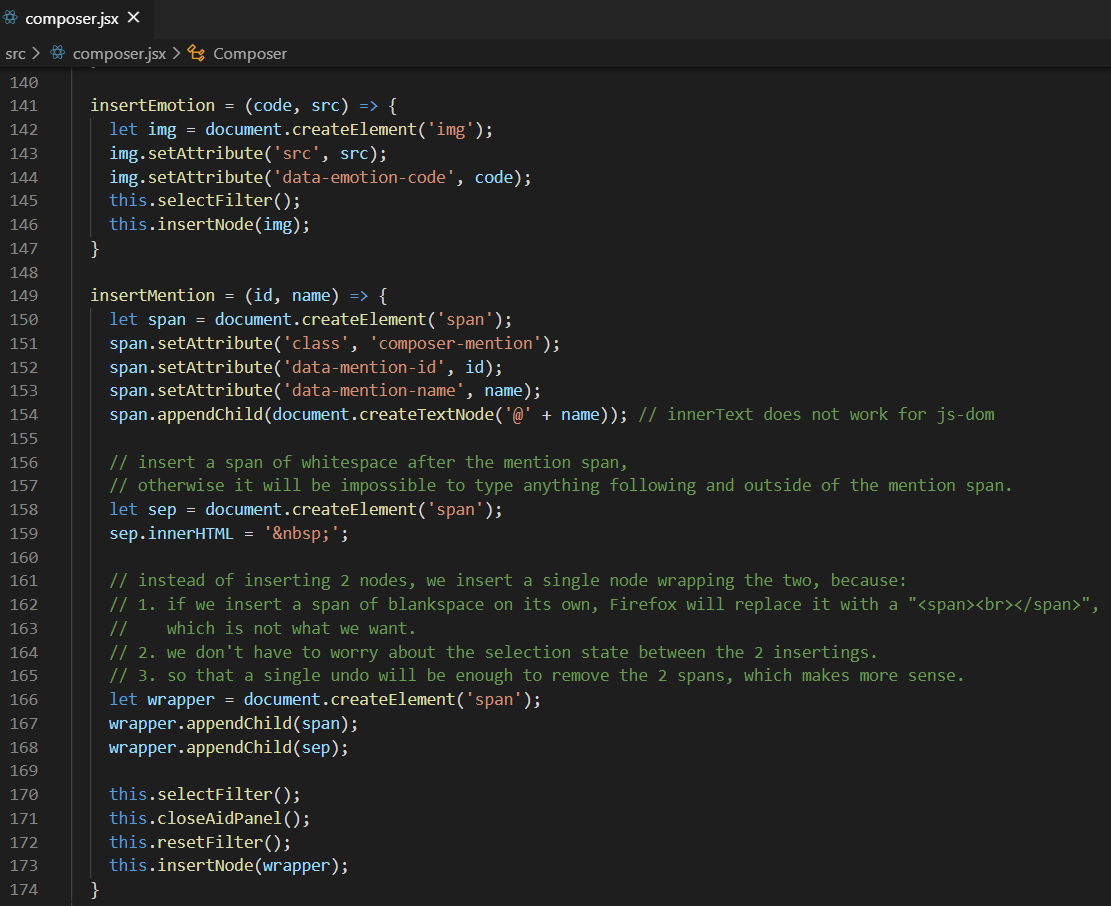 composer.jsx ✕
src > composer.jsx > Composer
140
141 insertEmotion = (code, src) => {
142 let img = document.createElement('img');
143 img.setAttribute('src', src);
144 img.setAttribute('data-emotion-code', code);
145 this.selectFilter();
146 this.insertNode(img);
147 }
148
149 insertMention = (id, name) => {
150 let span = document.createElement('span');
151 span.setAttribute('class', 'composer-mention');
152 span.setAttribute('data-mention-id', id);
153 span.setAttribute('data-mention-name', name);
154 span.appendChild(document.createTextNode('@' + name)); // innerText does not work for js-dom
155
156 // insert a span of whitespace after the mention span,
157 // otherwise it will be impossible to type anything following and outside of the mention span.
158 let sep = document.createElement('span');
159 sep.innerHTML = '&nbsp;';
160
161 // instead of inserting 2 nodes, we insert a single node wrapping the two, because:
162 // 1. if we insert a span of blankspace on its own, Firefox will replace it with a "<span><br></span>",
163 // which is not what we want.
164 // 2. we don't have to worry about the selection state between the 2 insertings.
165 // 3. so that a single undo will be enough to remove the 2 spans, which makes more sense.
166 let wrapper = document.createElement('span');
167 wrapper.appendChild(span);
168 wrapper.appendChild(sep);
169
170 this.selectFilter();
171 this.closeAidPanel();
172 this.resetFilter();
173 this.insertNode(wrapper);
174 }